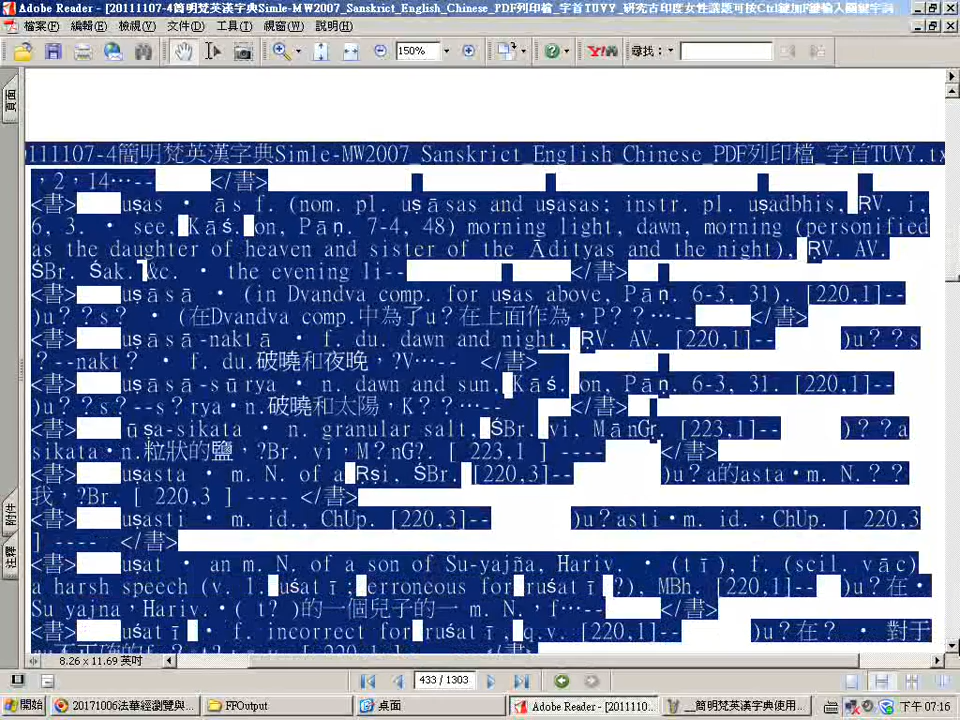 Adobe Reader - [20111107-4簡明梵英漢字典Simle-MW2007_Sanskrict_English_Chinese_PDF列印檔_字首TUVY_研究古印度女性議題可按Ctrl鍵加F鍵輸入關鍵字詞
檔案(F) 編輯(E) 檢視(V) 文件(D) 工具(T) 視窗(W) 說明(H)
150% Y! 尋找：
頁面
附件
注釋
111107-4簡明梵英漢字典Simle-MW2007_Sanskrict_English_Chinese_PDF列印檔_字首TUVY.tx
，2，14…-- </書>
<書> uṣas • ās f. (nom. pl. uṣāsas and uṣasas; instr. pl. uṣadbhis, ṚV. i,
6, 3. • see, Kāś. on, Pāṇ. 7-4, 48) morning light, dawn, morning (personified
as the daughter of heaven and sister of the Ādityas and the night), ṚV. AV.
ŚBr. Śak. &c. • the evening li-- </書>
<書> uṣāsā • (in Dvandva comp. for uṣas above, Pāṇ. 6-3, 31). [220,1]--
)u？？s？ • (在Dvandva comp.中為了u？在上面作為，P？？…-- </書>
<書> uṣāsā-naktā • f. du. dawn and night, ṚV. AV. [220,1]-- )u？？s
？--nakt？ • f. du.破曉和夜晚，?V…-- </書>
<書> uṣāsā-sūrya • n. dawn and sun, Kāś. on, Pāṇ. 6-3, 31. [220,1]--
)u？？s？--s？rya•n.破曉和太陽，K？？…-- </書>
<書> ūṣa-sikata • n. granular salt, ŚBr. vi, MānGṛ. [223,1]-- )？？a
sikata•n.粒狀的鹽，?Br. vi，M？nG?. [ 223,1 ] ---- </書>
<書> uṣasta • m. N. of a Ṛṣi, ŚBr. [220,3]-- )u？a的asta•m. N.？？
我，?Br. [ 220,3 ] ---- </書>
<書> uṣasti • m. id., ChUp. [220,3]-- )u？asti•m. id.，ChUp. [ 220,3
] ---- </書>
<書> uṣat • an m. N. of a son of Su-yajña, Hariv. • (tī), f. (scil. vāc)
a harsh speech (v. l. uśatī; erroneous for ruśatī ?), MBh. [220,1]-- )u？在•
Su yajna，Hariv.•( t? )的一個兒子的一 m. N.，f…-- </書>
<書> uśatī • f. incorrect for ruśatī, q.v. [220,1]-- )u？在？ • 對于
8.26 x 11.69 英吋
433 / 1303
開始 20171006法華經瀏覽與... FFOutput 桌面 Adobe Reader - [2011110... __簡明梵英漢字典使用... 下午 07:16